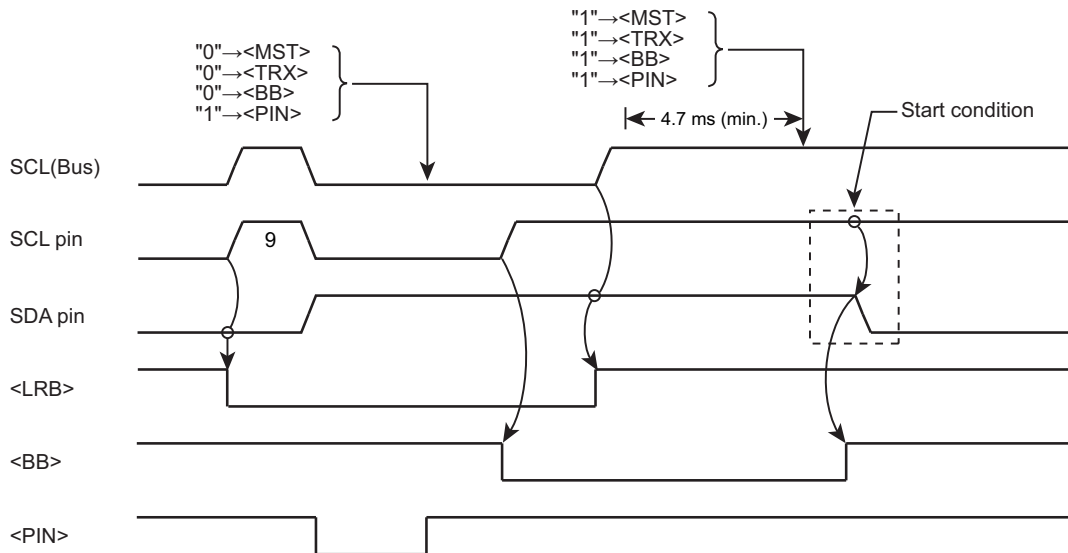 "0"→<MST>
"0"→<TRX>
"0"→<BB>
"1"→<PIN>
"1"→<MST>
"1"→<TRX>
"1"→<BB>
"1"→<PIN>
4.7 ms (min.)
Start condition
SCL(Bus)
SCL pin
9
SDA pin
<LRB>
<BB>
<PIN>